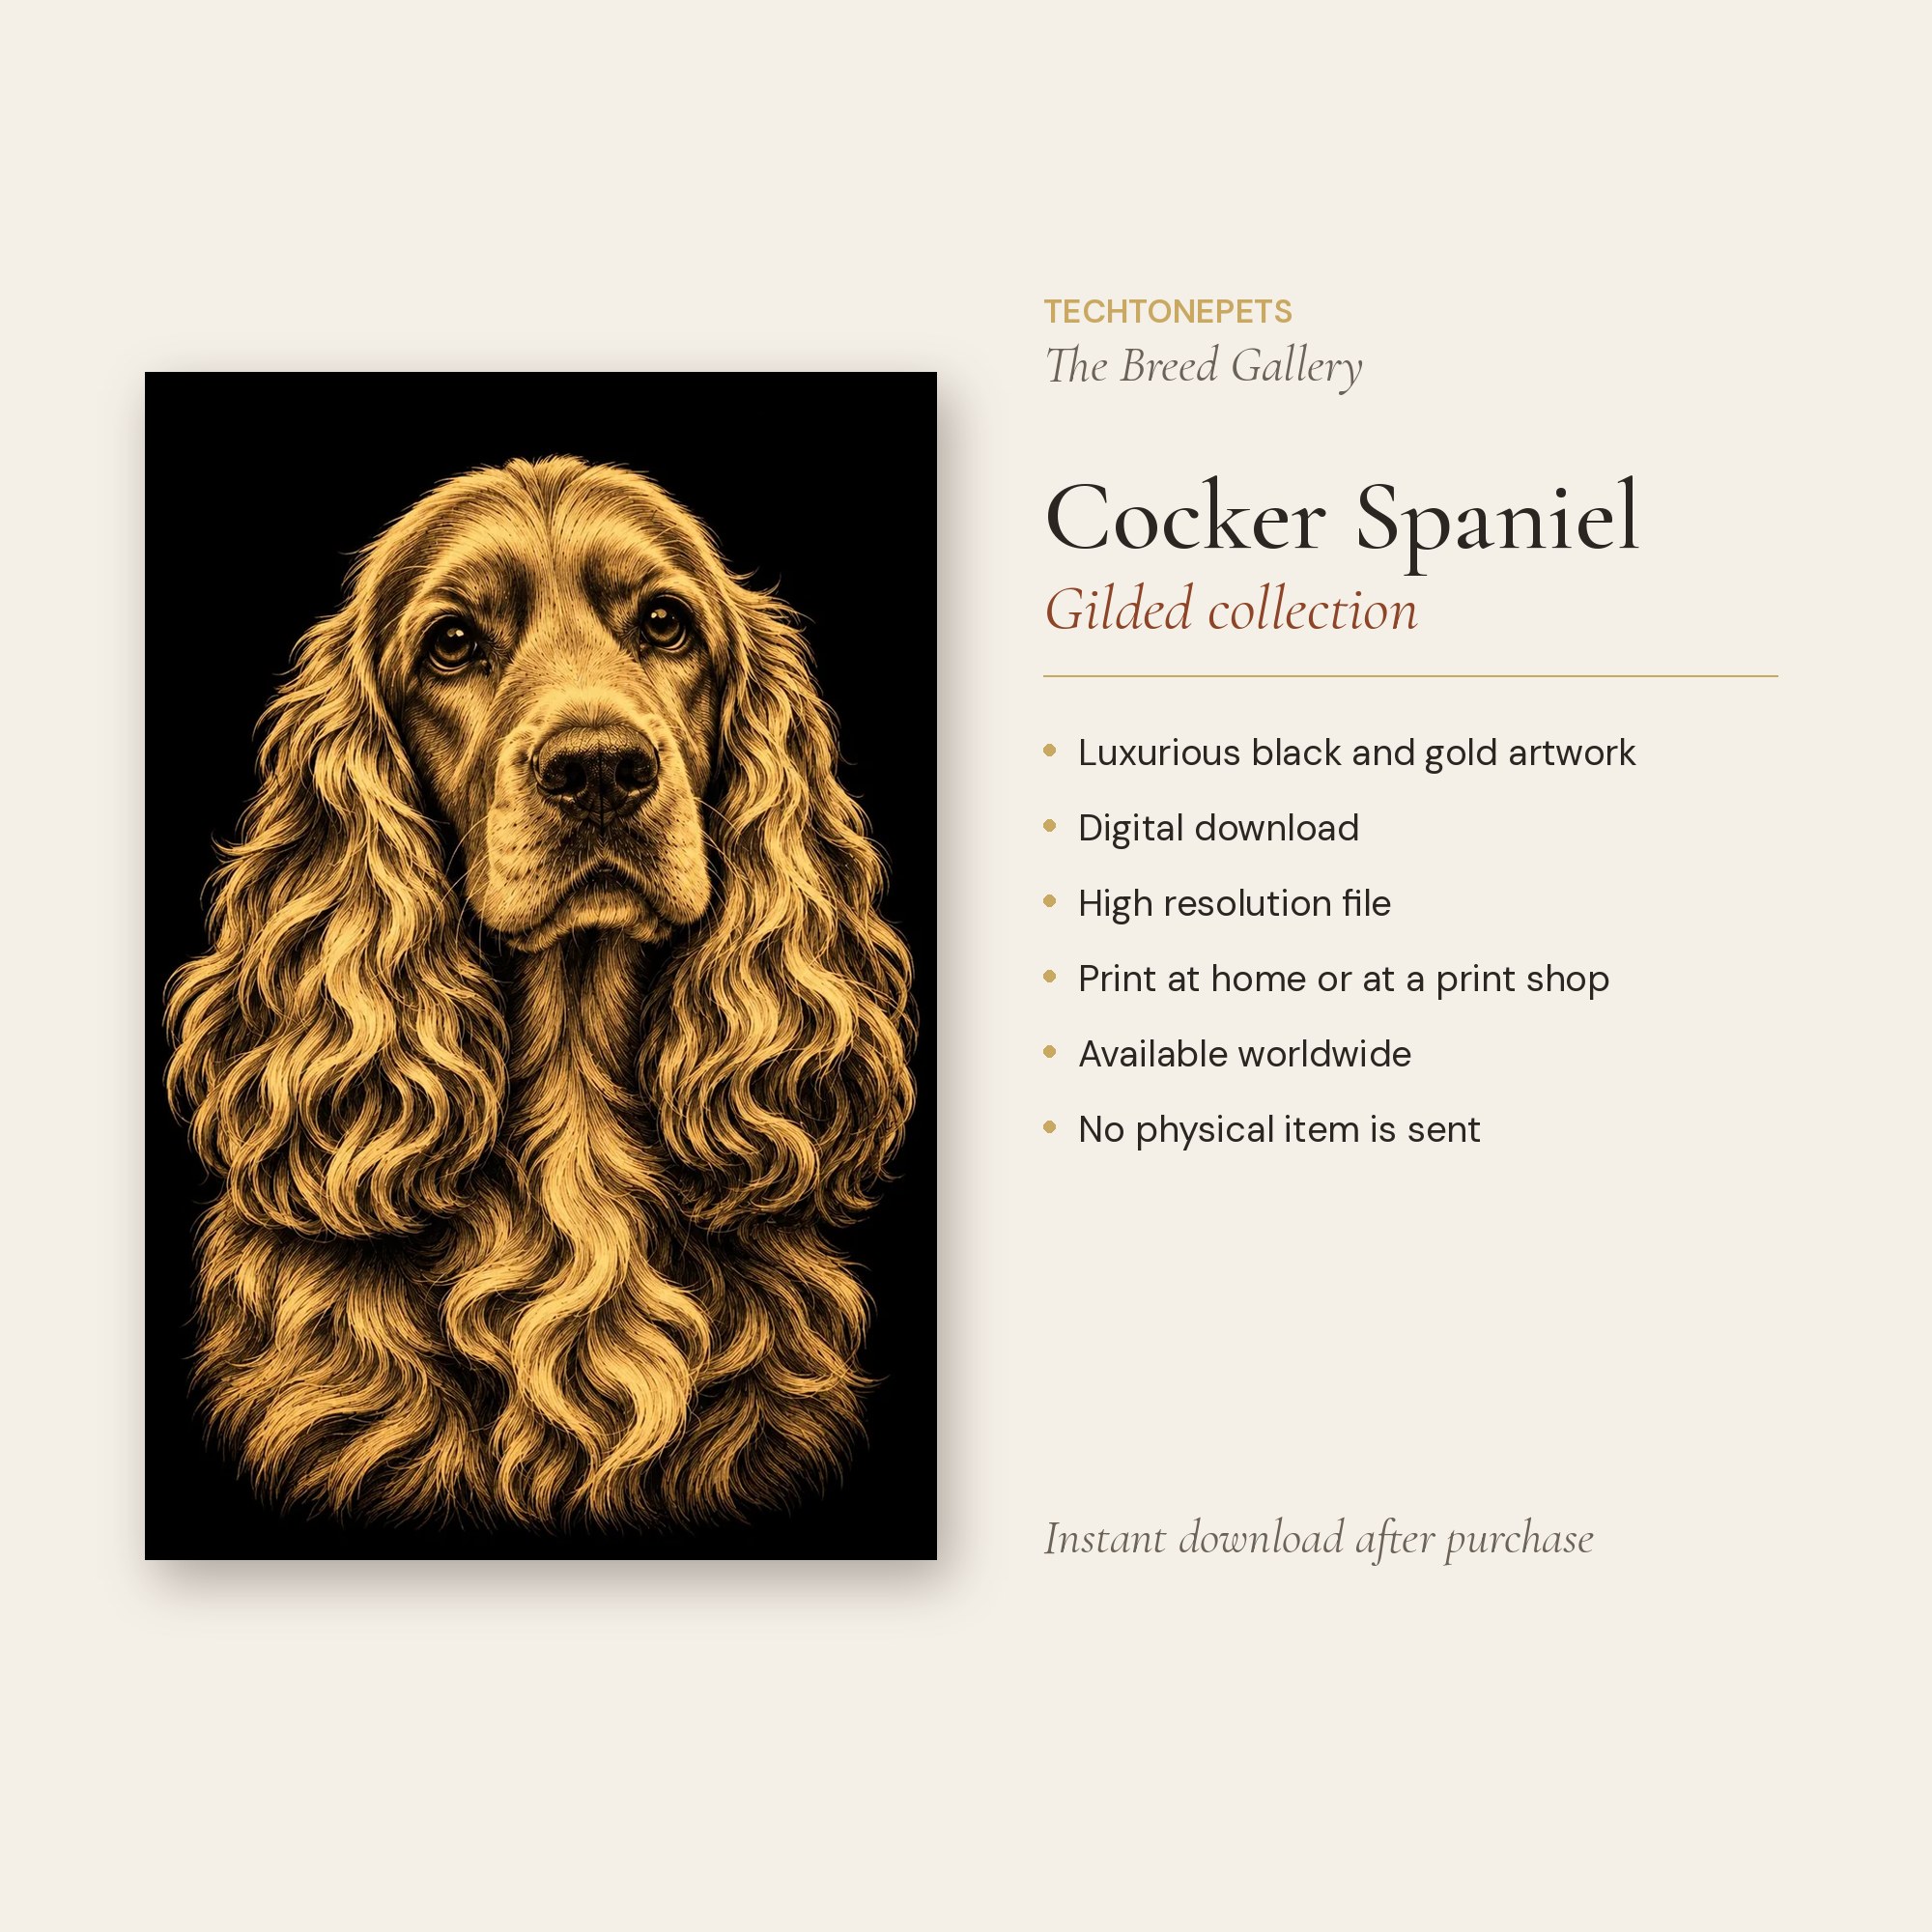 TECHTONEPETS
The Breed Gallery
Cocker Spaniel
Gilded collection
Luxurious black and gold artwork
Digital download
High resolution file
Print at home or at a print shop
Available worldwide
No physical item is sent
Instant download after purchase